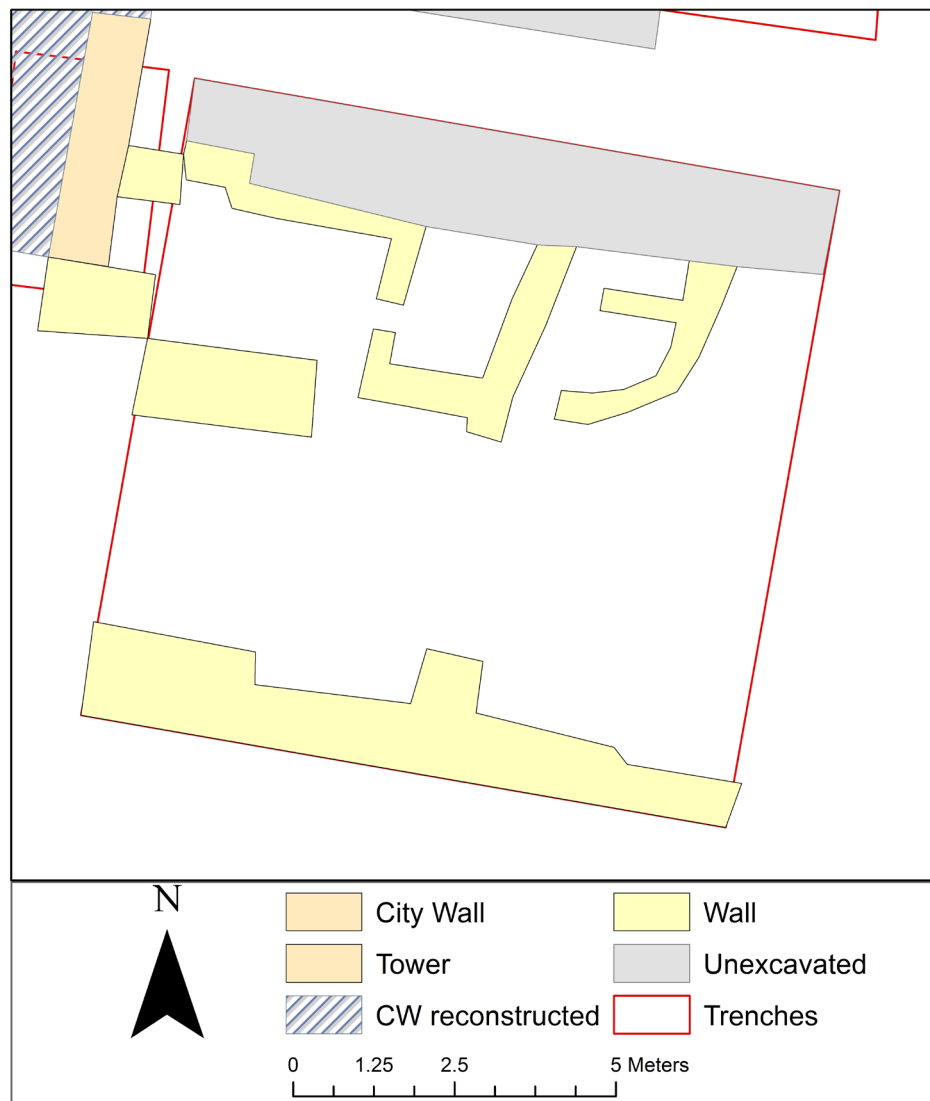 N
City Wall
Wall
Tower
Unexcavated
CW reconstructed
Trenches
0 1.25 2.5 5 Meters